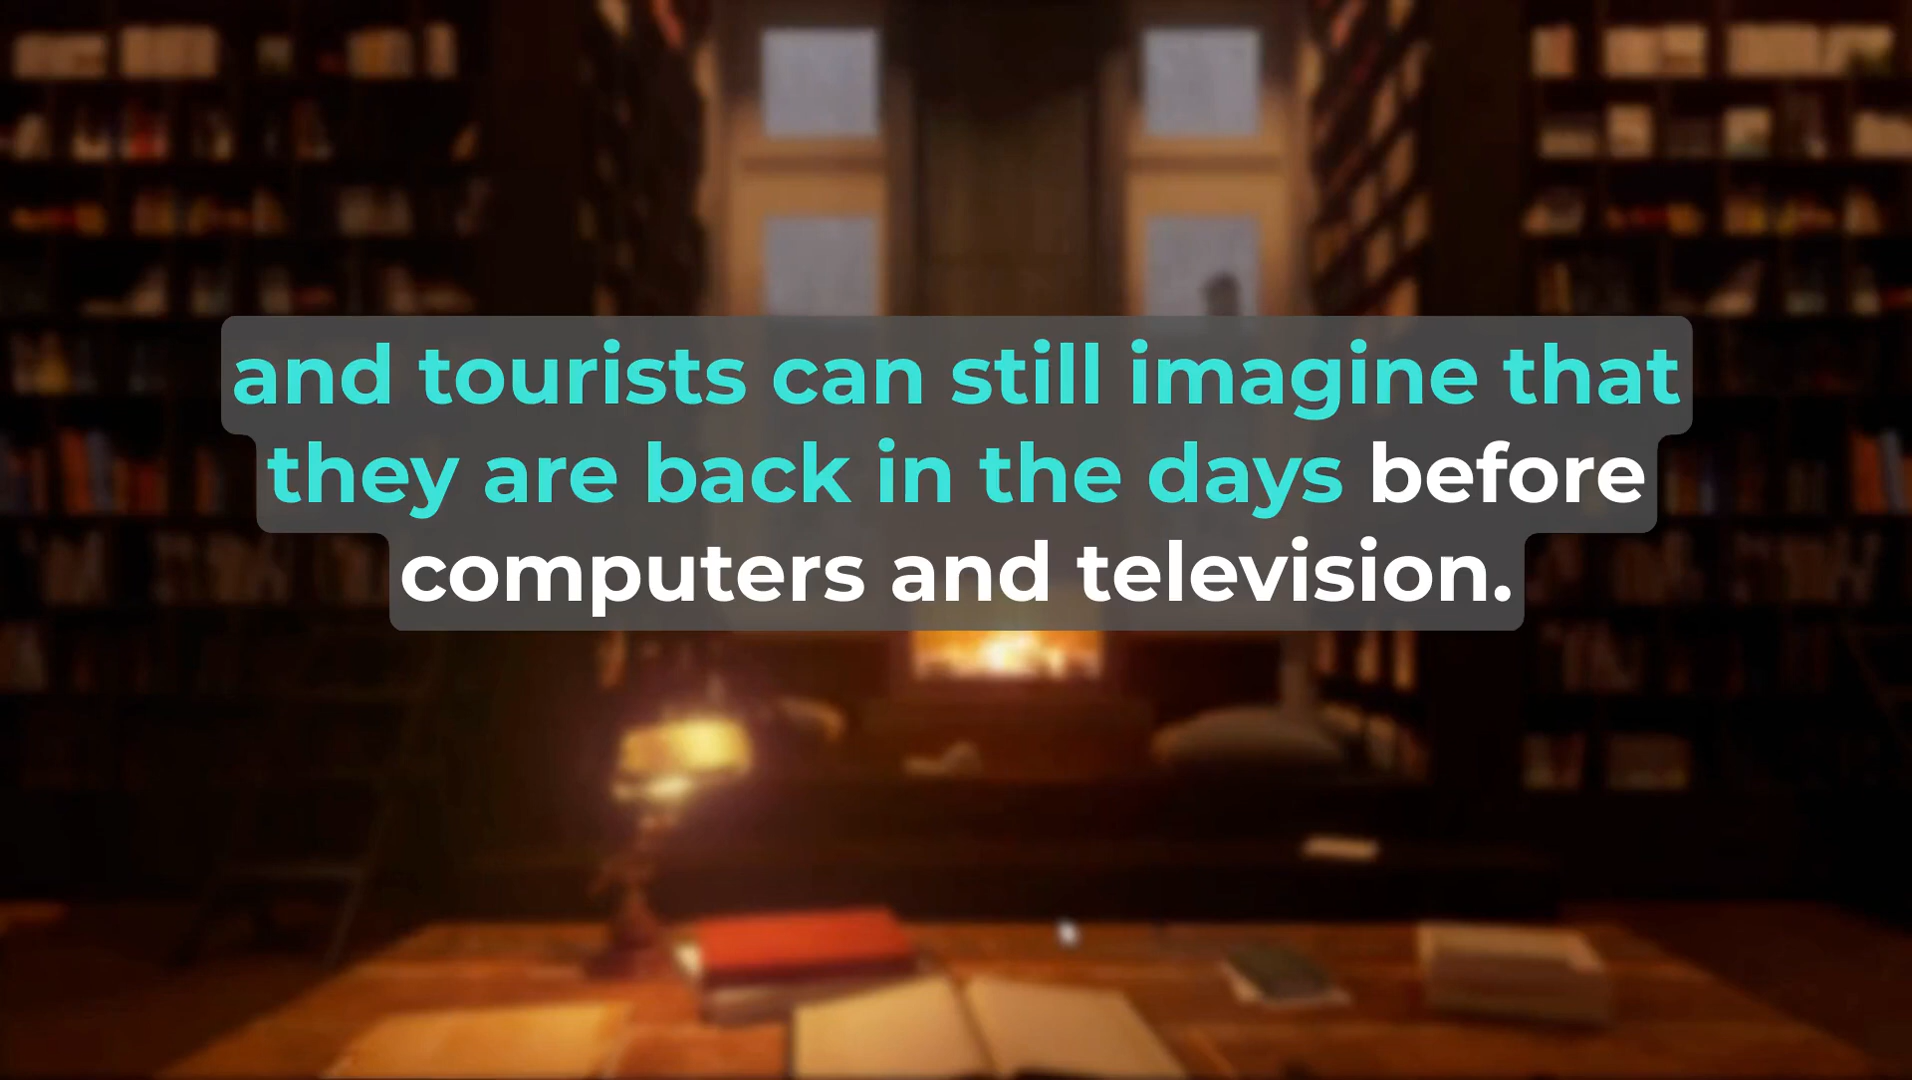 and tourists can still imagine that
they are back in the days before
computers and television.